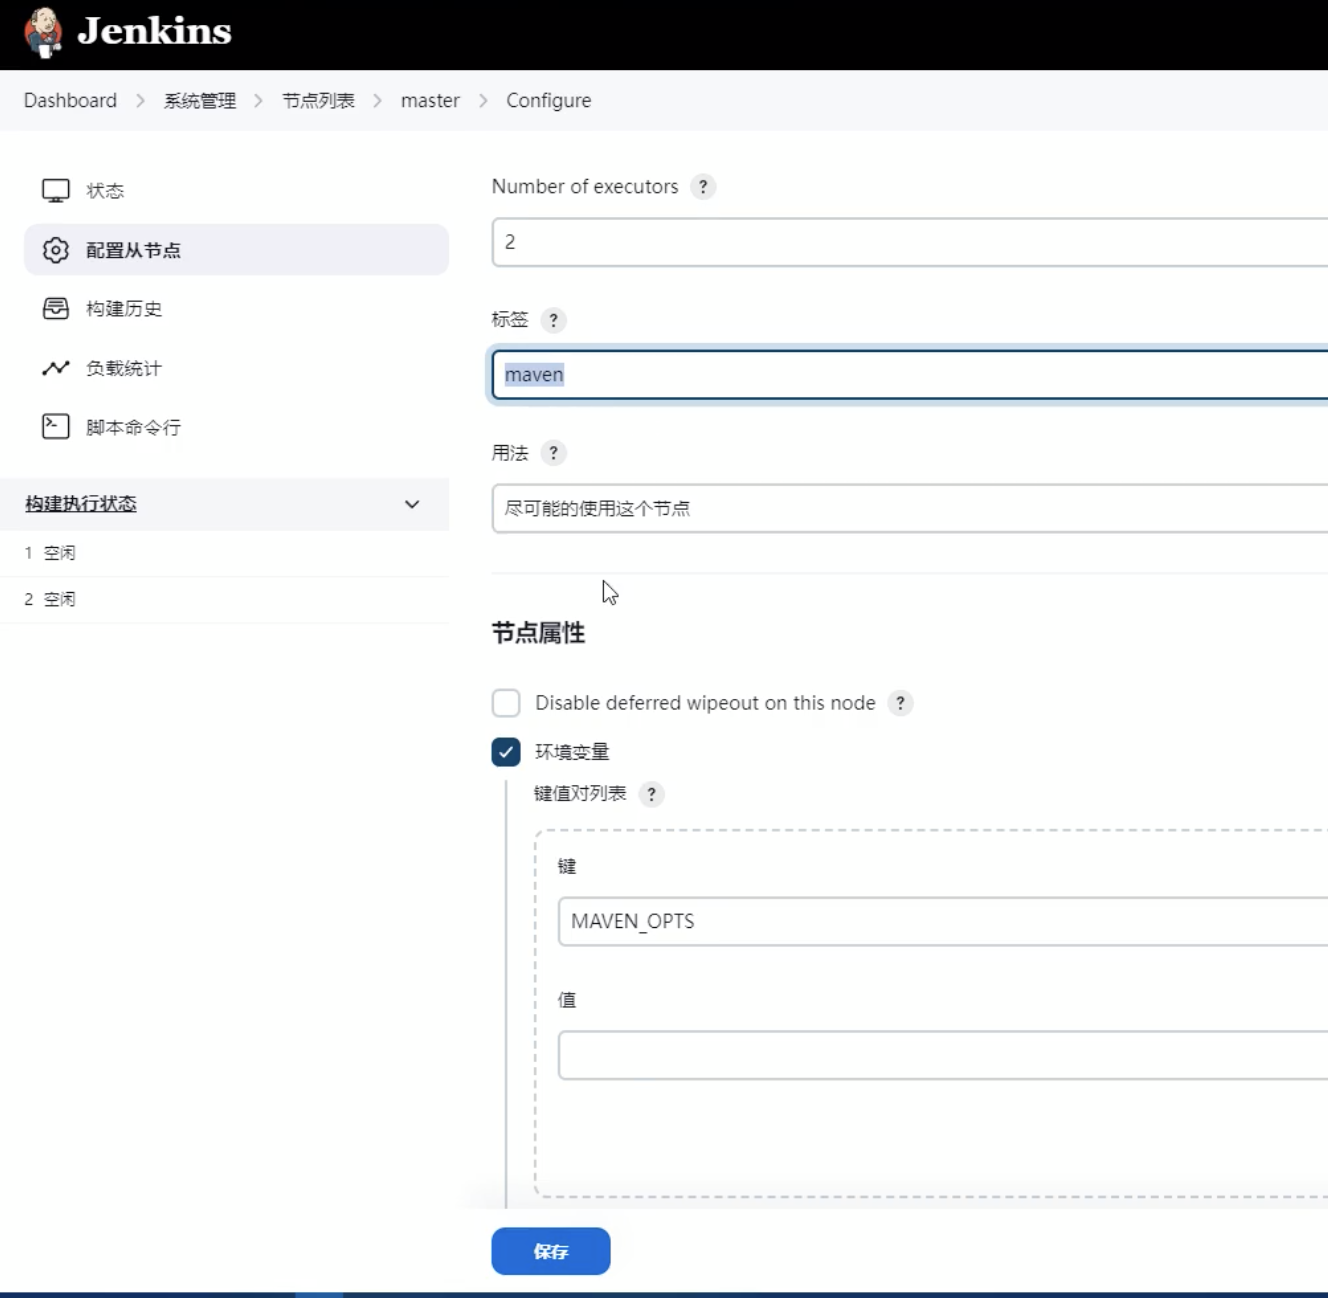 Jenkins
Dashboard > 系统管理 > 节点列表 > master > Configure
状态
配置从节点
构建历史
负载统计
脚本命令行
构建执行状态
1 空闲
2 空闲
Number of executors ?
2
标签 ?
maven
用法 ?
尽可能的使用这个节点
节点属性
Disable deferred wipeout on this node ?
环境变量
键值对列表 ?
键
MAVEN_OPTS
值
保存